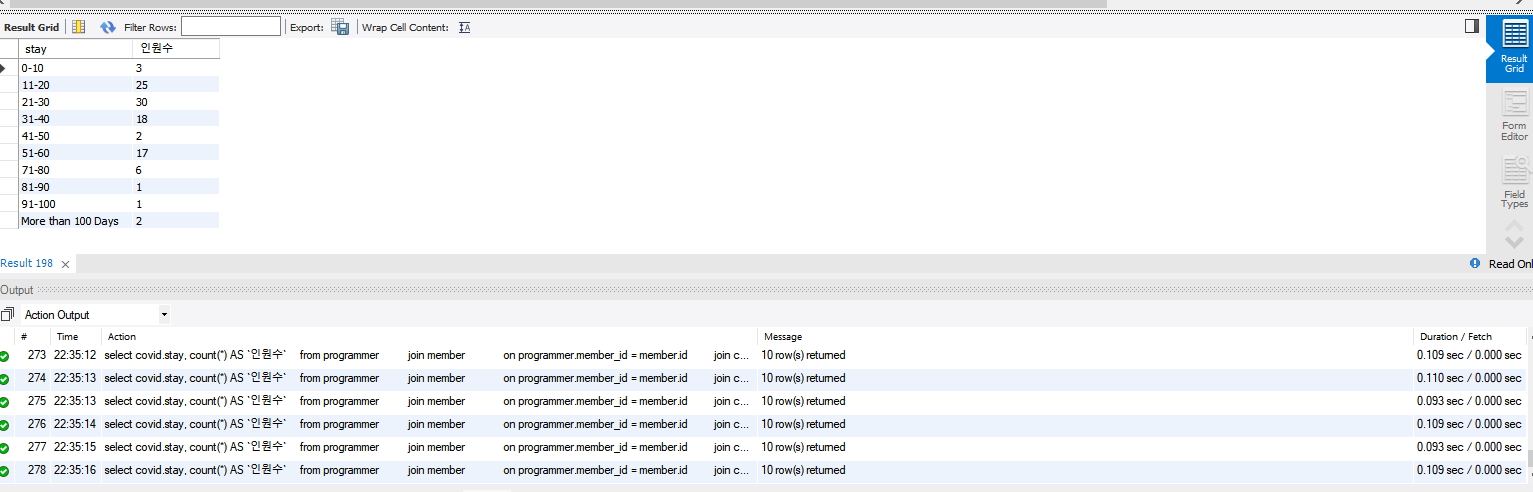 Result Grid Filter Rows: Export: Wrap Cell Content:
stay 인원수
0-10 3
11-20 25
21-30 30
31-40 18
41-50 2
51-60 17
71-80 6
81-90 1
91-100 1
More than 100 Days 2
Result
Grid
Form
Editor
Field
Types
Result 198 Read Onl
Output
Action Output
# Time Action Message Duration / Fetch
273 22:35:12 select covid.stay, count(*) AS `인원수` from programmer join member on programmer.member_id = member.id join c... 10 row(s) returned 0.109 sec / 0.000 sec
274 22:35:13 select covid.stay, count(*) AS `인원수` from programmer join member on programmer.member_id = member.id join c... 10 row(s) returned 0.110 sec / 0.000 sec
275 22:35:13 select covid.stay, count(*) AS `인원수` from programmer join member on programmer.member_id = member.id join c... 10 row(s) returned 0.093 sec / 0.000 sec
276 22:35:14 select covid.stay, count(*) AS `인원수` from programmer join member on programmer.member_id = member.id join c... 10 row(s) returned 0.109 sec / 0.000 sec
277 22:35:15 select covid.stay, count(*) AS `인원수` from programmer join member on programmer.member_id = member.id join c... 10 row(s) returned 0.093 sec / 0.000 sec
278 22:35:16 select covid.stay, count(*) AS `인원수` from programmer join member on programmer.member_id = member.id join c... 10 row(s) returned 0.109 sec / 0.000 sec